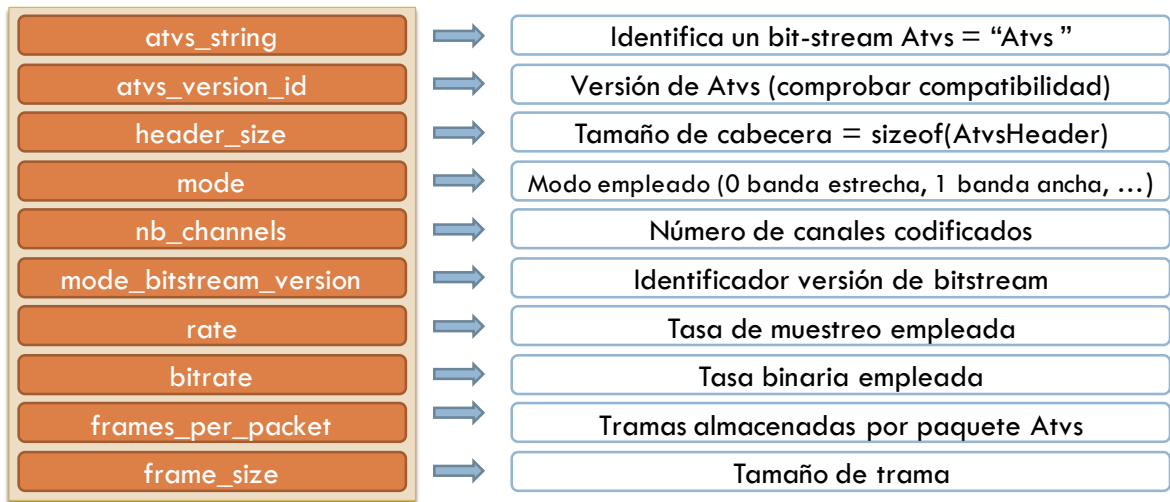 atvs_string
Identifica un bit-stream Atvs = “Atvs ”
atvs_version_id
Versión de Atvs (comprobar compatibilidad)
header_size
Tamaño de cabecera = sizeof(AtvsHeader)
mode
Modo empleado (0 banda estrecha, 1 banda ancha, …)
nb_channels
Número de canales codificados
mode_bitstream_version
Identificador versión de bitstream
rate
Tasa de muestreo empleada
bitrate
Tasa binaria empleada
frames_per_packet
Tramas almacenadas por paquete Atvs
frame_size
Tamaño de trama